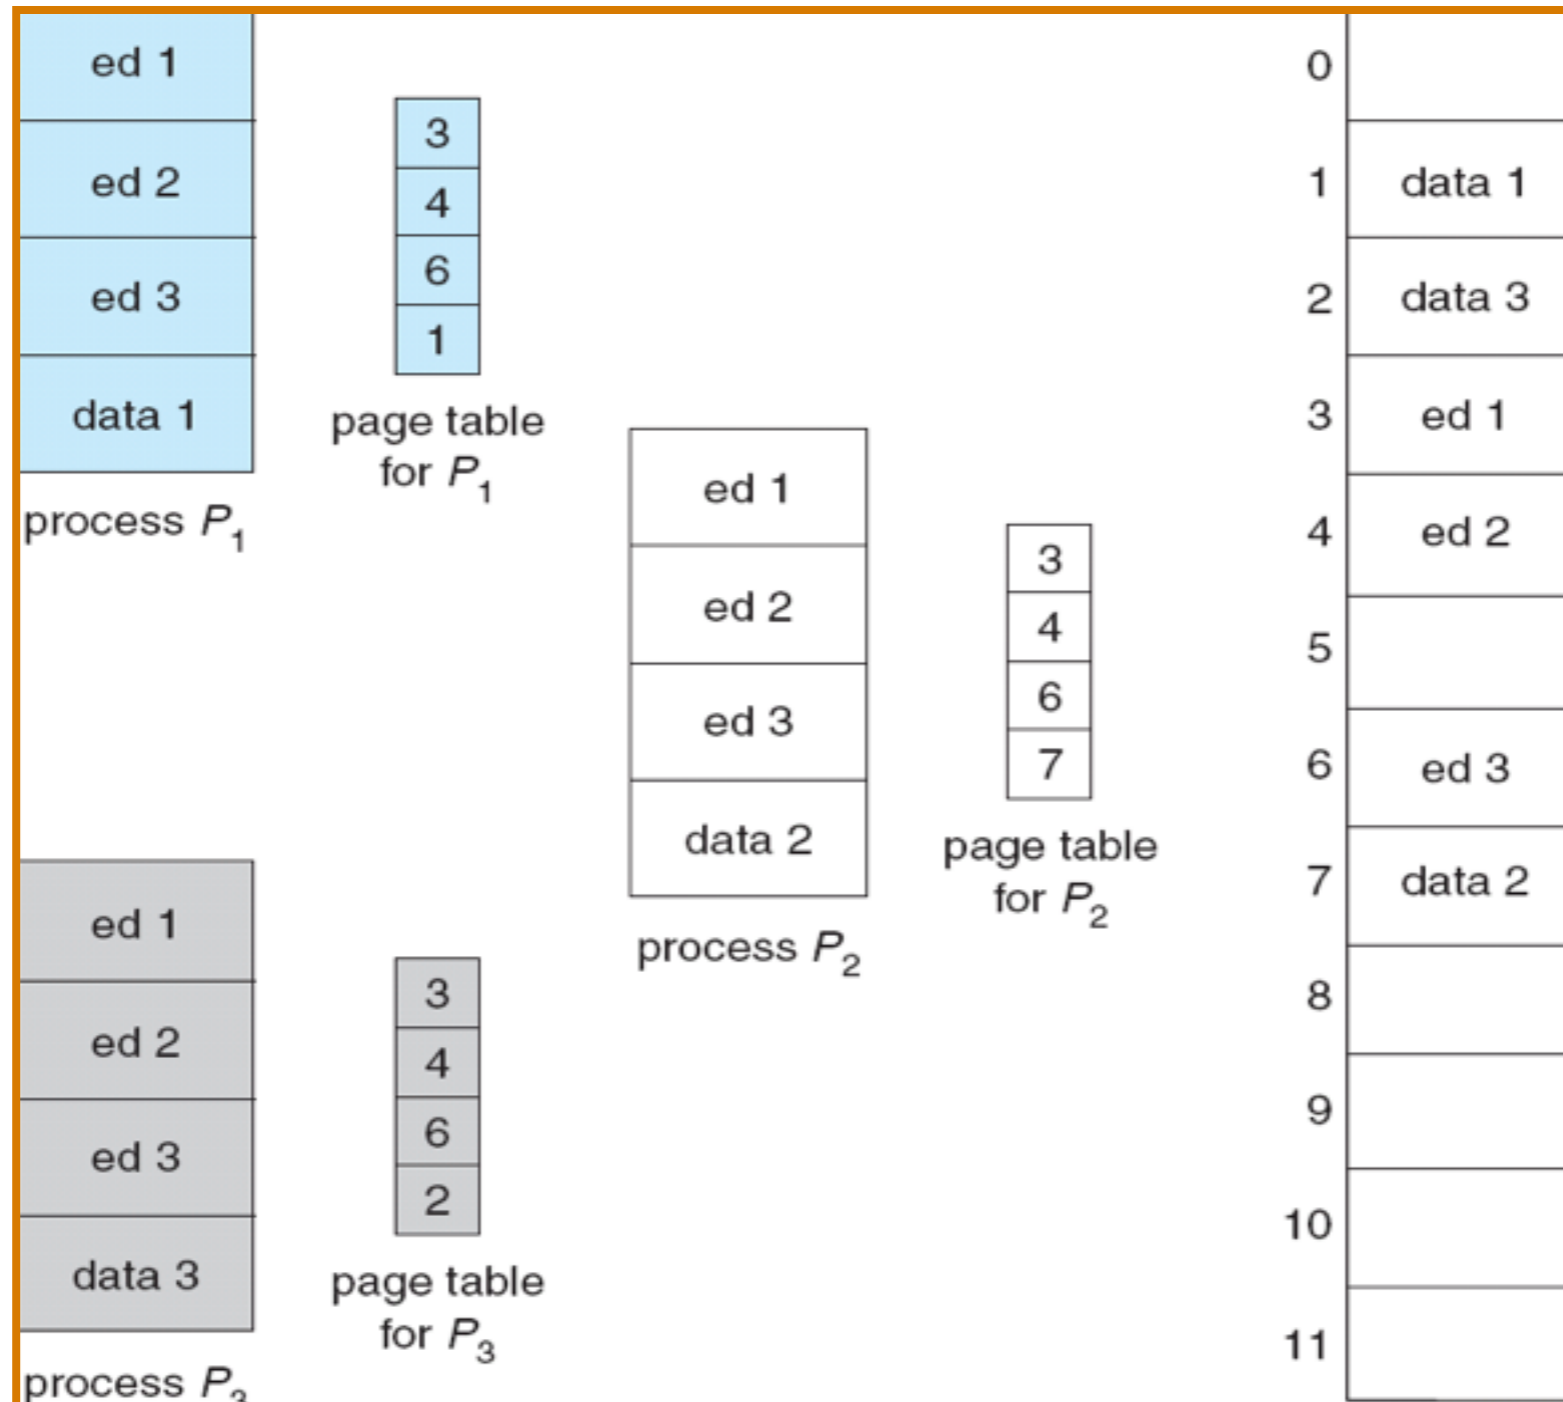 ed 1
ed 2
ed 3
data 1
process P1
3
4
6
1
page table
for P1
ed 1
ed 2
ed 3
data 2
process P2
3
4
6
7
page table
for P2
ed 1
ed 2
ed 3
data 3
process P3
3
4
6
2
page table
for P3
0
1 data 1
2 data 3
3 ed 1
4 ed 2
5
6 ed 3
7 data 2
8
9
10
11